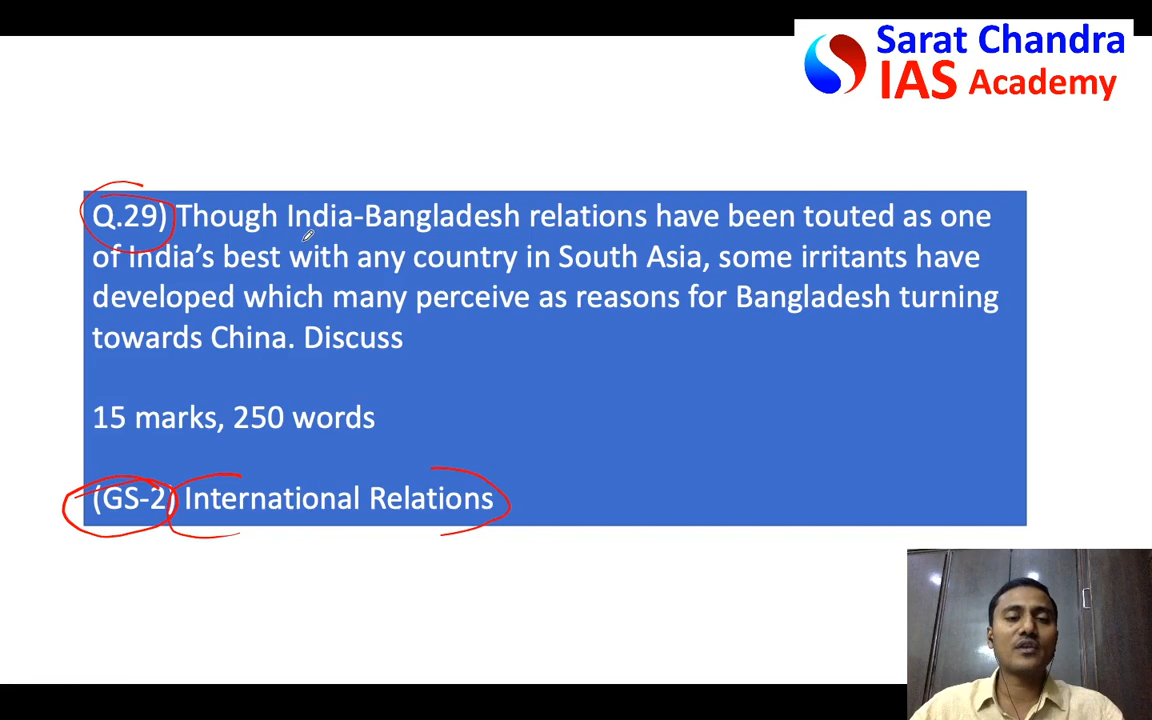 Sarat Chandra
IAS Academy
Q.29) Though India-Bangladesh relations have been touted as one
of India’s best with any country in South Asia, some irritants have
developed which many perceive as reasons for Bangladesh turning
towards China. Discuss
15 marks, 250 words
(GS-2) International Relations